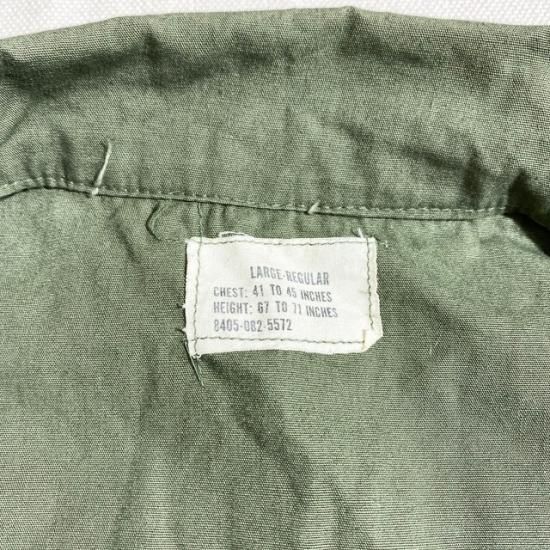 LARGE-REGULAR
CHEST: 41 TO 45 INCHES
HEIGHT: 67 TO 71 INCHES
8405-082-5572